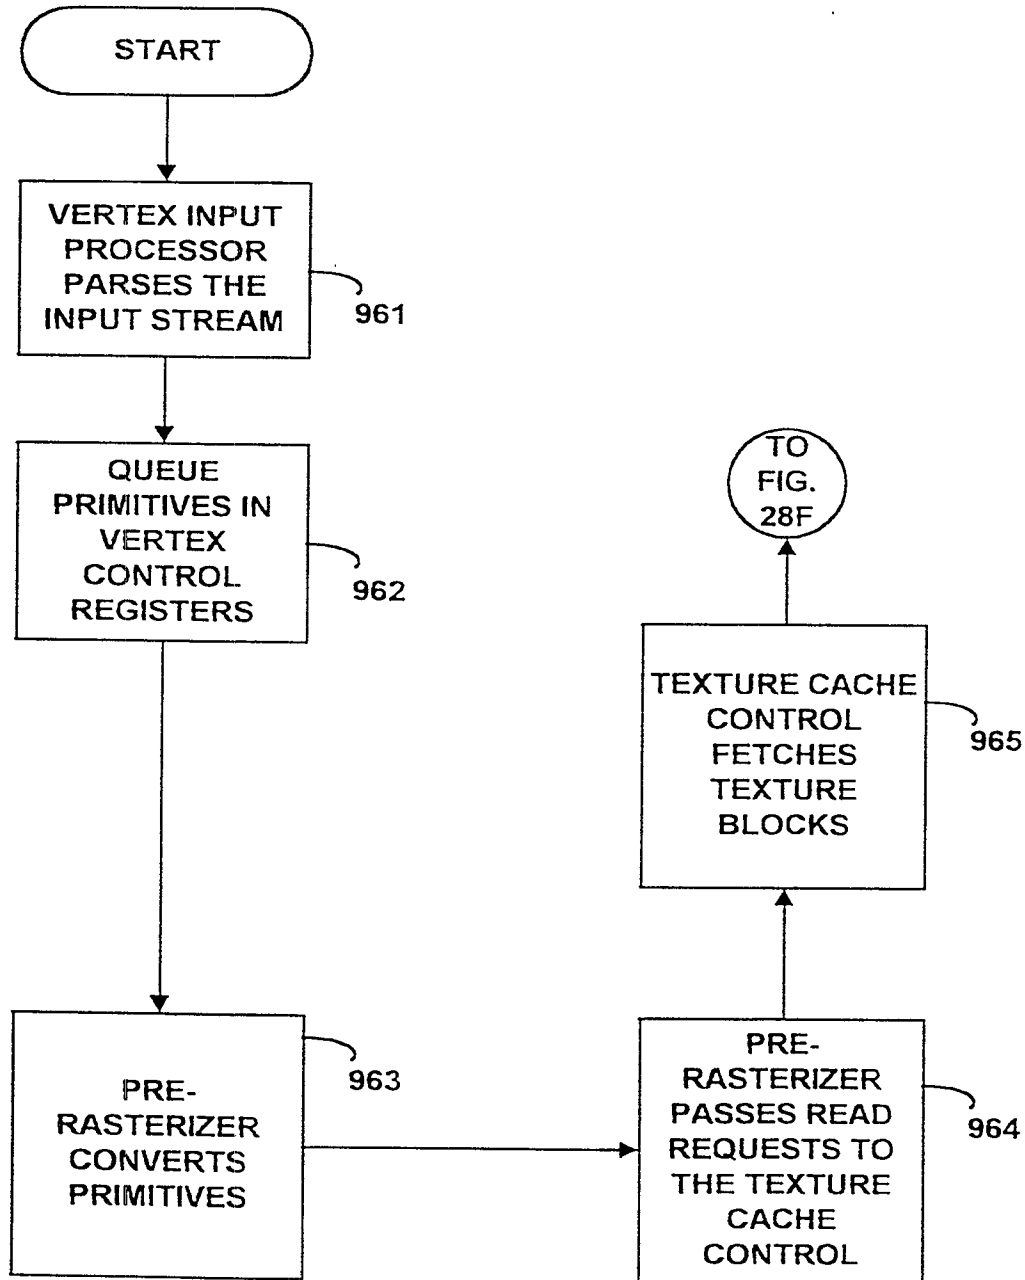 START
VERTEX INPUT
PROCESSOR
PARSES THE
INPUT STREAM
961
QUEUE
PRIMITIVES IN
VERTEX
CONTROL
REGISTERS
962
PRE-
RASTERIZER
CONVERTS
PRIMITIVES
963
PRE-
RASTERIZER
PASSES READ
REQUESTS TO
THE TEXTURE
CACHE
CONTROL
964
TEXTURE CACHE
CONTROL
FETCHES
TEXTURE
BLOCKS
965
TO
FIG.
28F